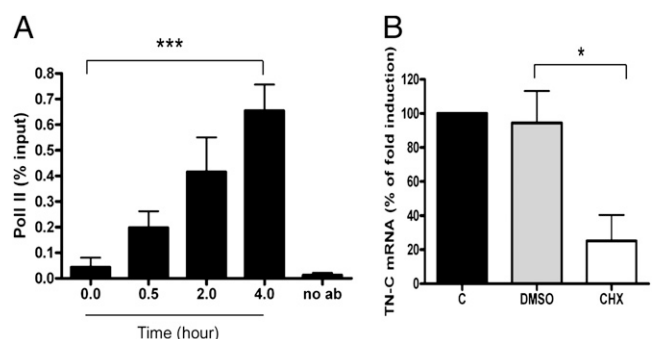 A
***
Poll II (% input)
0.8
0.7
0.6
0.5
0.4
0.3
0.2
0.1
0.0
0.0 0.5 2.0 4.0 no ab
Time (hour)
B
*
TN-C mRNA (% of fold induction)
120
100
80
60
40
20
0
C DMSO CHX